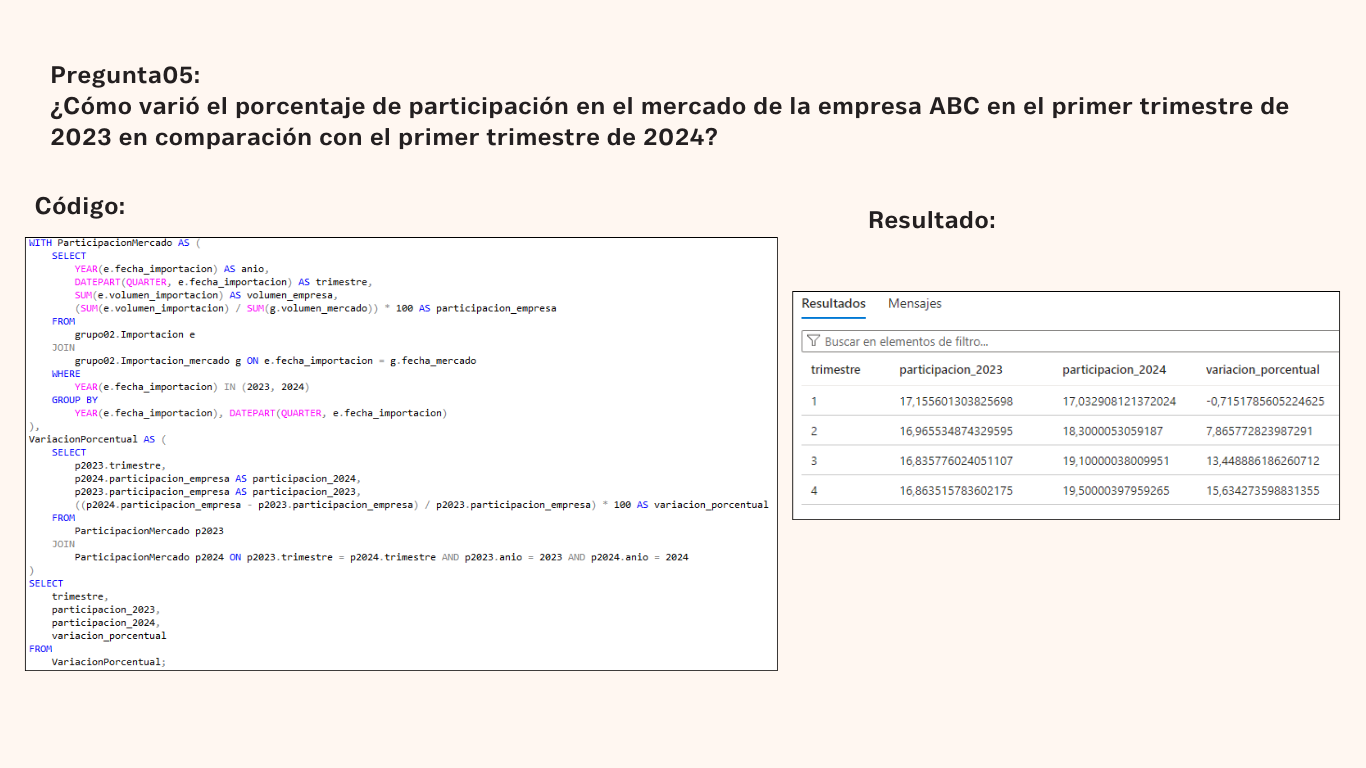 Pregunta05:
¿Cómo varió el porcentaje de participación en el mercado de la empresa ABC en el primer trimestre de
2023 en comparación con el primer trimestre de 2024?
Código:
WITH ParticipacionMercado AS (
SELECT
YEAR(e.fecha_importacion) AS anio,
DATEPART(QUARTER, e.fecha_importacion) AS trimestre,
SUM(e.volumen_importacion) AS volumen_empresa,
(SUM(e.volumen_importacion) / SUM(g.volumen_mercado)) * 100 AS participacion_empresa
FROM
grupo02.Importacion e
JOIN
grupo02.Importacion_mercado g ON e.fecha_importacion = g.fecha_mercado
WHERE
YEAR(e.fecha_importacion) IN (2023, 2024)
GROUP BY
YEAR(e.fecha_importacion), DATEPART(QUARTER, e.fecha_importacion)
),
VariacionPorcentual AS (
SELECT
p2023.trimestre,
p2024.participacion_empresa AS participacion_2024,
p2023.participacion_empresa AS participacion_2023,
((p2024.participacion_empresa - p2023.participacion_empresa) / p2023.participacion_empresa) * 100 AS variacion_porcentual
FROM
ParticipacionMercado p2023
JOIN
ParticipacionMercado p2024 ON p2023.trimestre = p2024.trimestre AND p2023.anio = 2023 AND p2024.anio = 2024
)
SELECT
trimestre,
participacion_2023,
participacion_2024,
variacion_porcentual
FROM
VariacionPorcentual;
Resultado:
Resultados Mensajes
Buscar en elementos de filtro...
trimestre participacion_2023 participacion_2024 variacion_porcentual
1 17,155601303825698 17,032908121372024 -0,7151785605224625
2 16,965534874329595 18,3000053059187 7,865772823987291
3 16,835776024051107 19,10000038009951 13,448886186260712
4 16,863515783602175 19,50000397959265 15,634273598831355